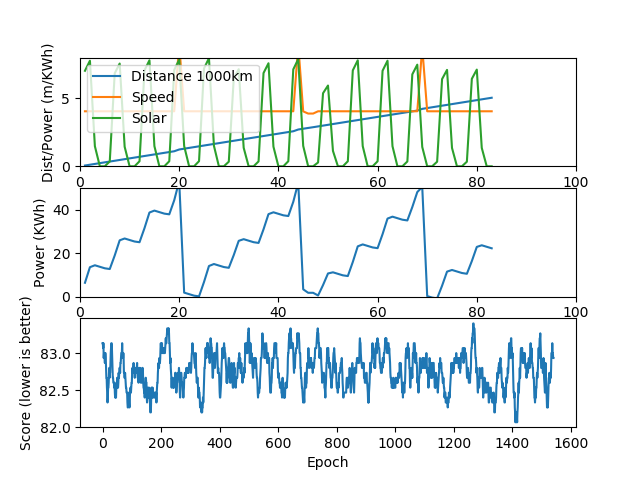 Dist/Power (m/KWh)
5
0
Distance 1000km
Speed
Solar
0 20 40 60 80 100
Power (KWh)
40
20
0
0 20 40 60 80 100
Score (lower is better)
83.0
82.5
82.0
0 200 400 600 800 1000 1200 1400 1600
Epoch